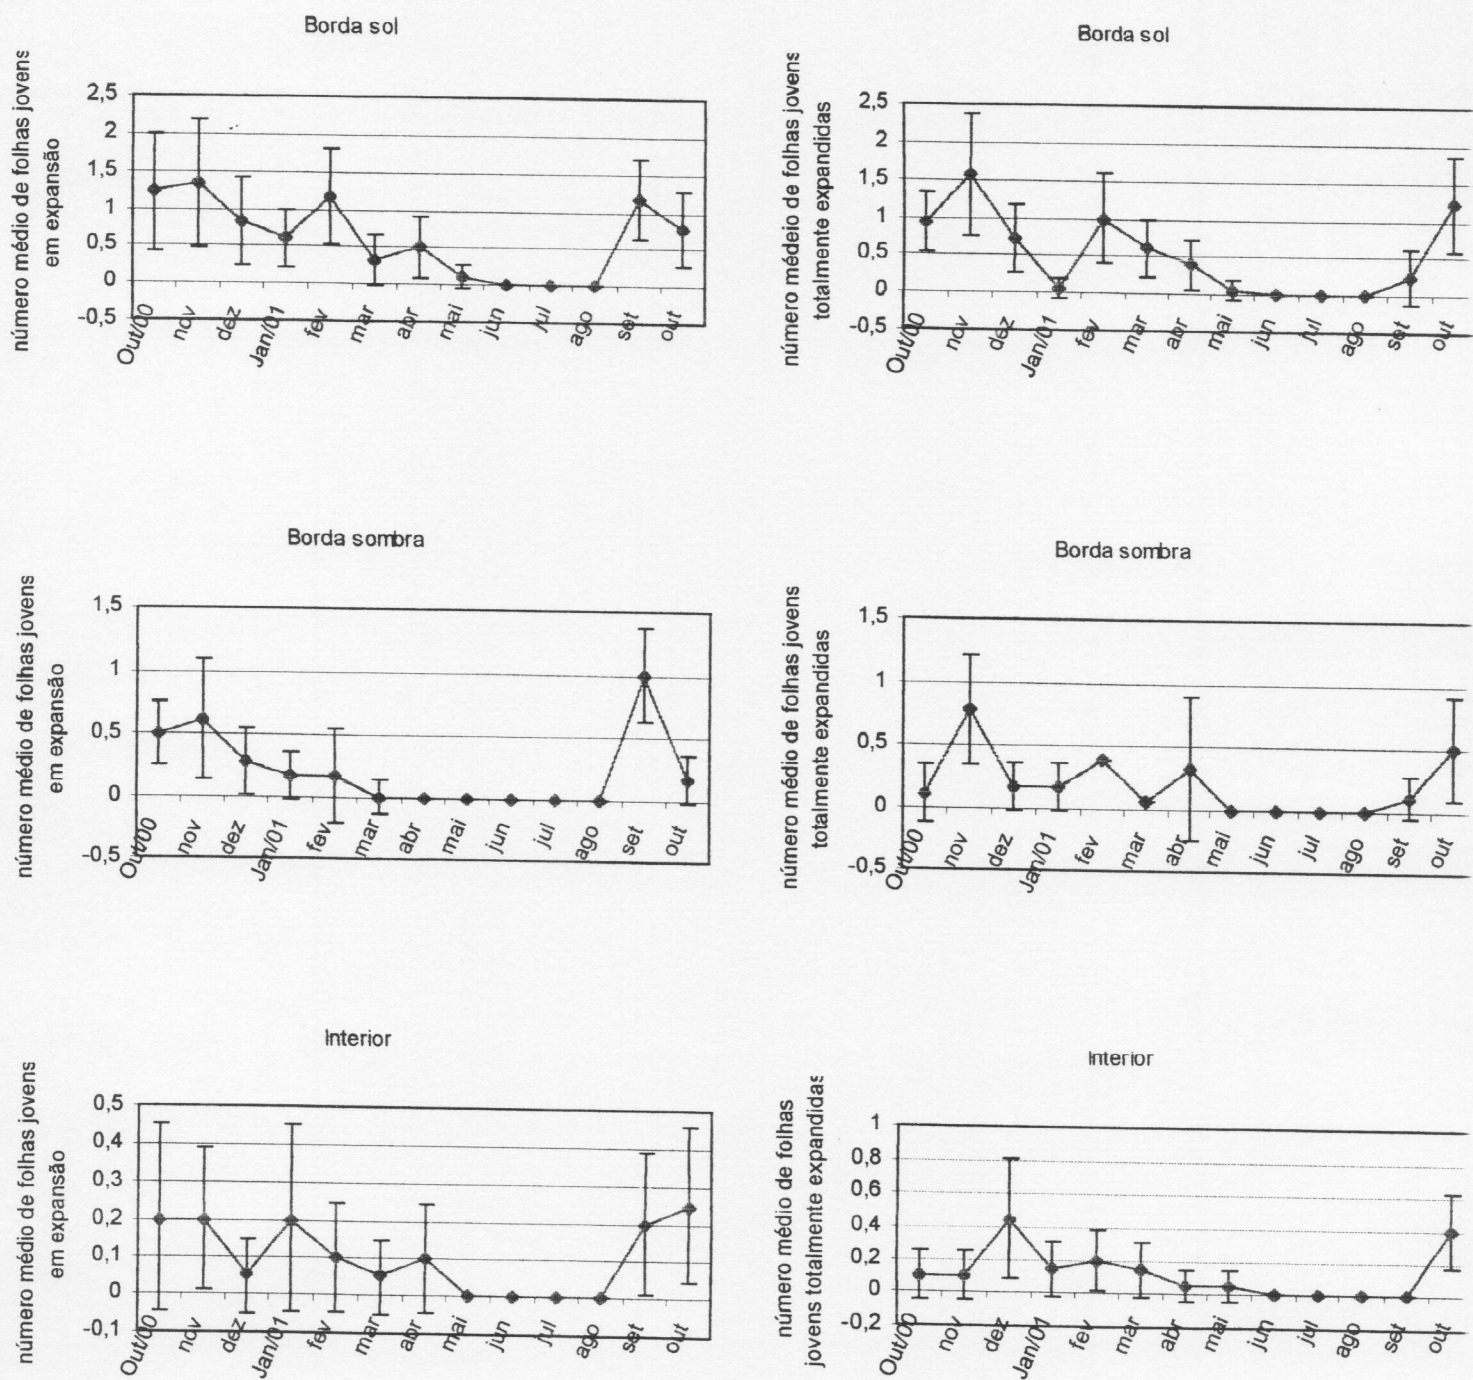 Borda sol
número médio de folhas jovens
em expansão
2,5
2
1,5
1
0,5
0
-0,5
Out/00
nov
dez
Jan/01
fev
mar
abr
mai
jun
jul
ago
set
out
Borda sol
número médeio de folhas jovens
totalmente expandidas
2,5
2
1,5
1
0,5
0
-0,5
Out/00
nov
dez
Jan/01
fev
mar
abr
mai
jun
jul
ago
set
out
Borda sombra
número médio de folhas jovens
em expansão
1,5
1
0,5
0
-0,5
Out/00
nov
dez
Jan/01
fev
mar
abr
mai
jun
jul
ago
set
out
Borda sombra
número médio de folhas jovens
totalmente expandidas
1,5
1
0,5
0
-0,5
Out/00
nov
dez
Jan/01
fev
mar
abr
mai
jun
jul
ago
set
out
Interior
número médio de folhas jovens
em expansão
0,5
0,4
0,3
0,2
0,1
0
-0,1
Out/00
nov
dez
Jan/01
fev
mar
abr
mai
jun
jul
ago
set
out
Interior
número médio de folhas
jovens totalmente expandidas
1
0,8
0,6
0,4
0,2
0
-0,2
Out/00
nov
dez
Jan/01
fev
mar
abr
mai
jun
jul
ago
set
out